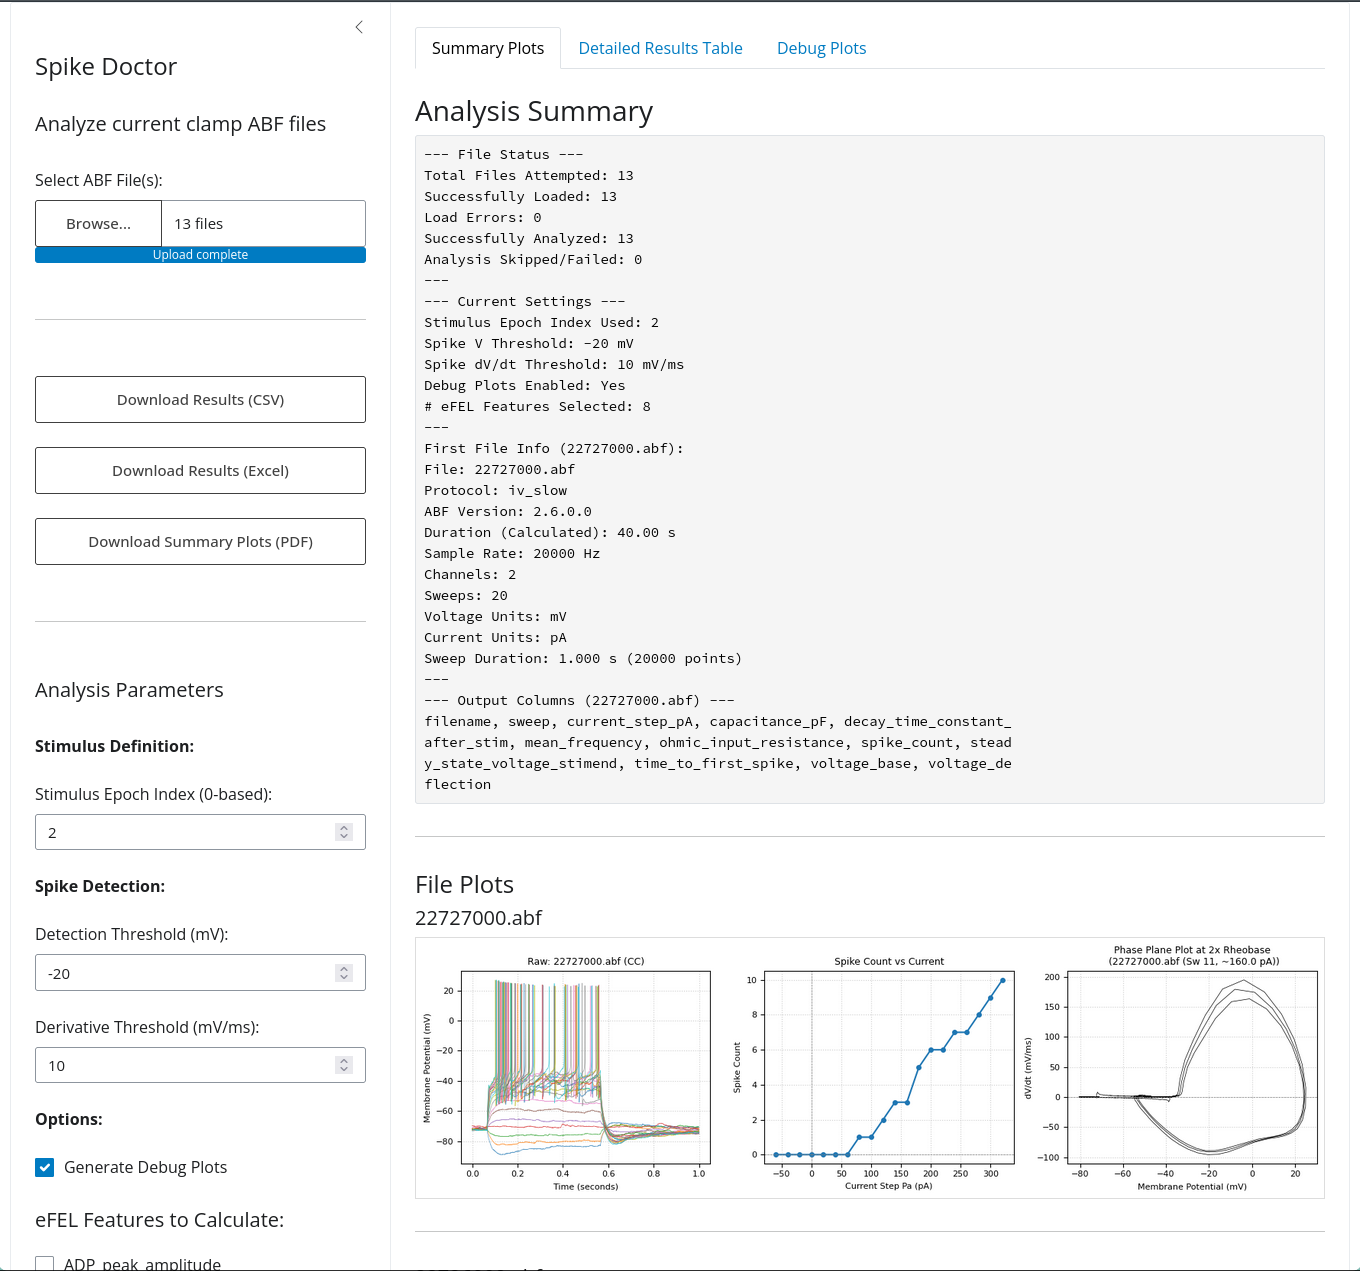 Spike Doctor
Analyze current clamp ABF files
Select ABF File(s):
Browse...
13 files
Upload complete
Download Results (CSV)
Download Results (Excel)
Download Summary Plots (PDF)
Analysis Parameters
Stimulus Definition:
Stimulus Epoch Index (0-based):
2
Spike Detection:
Detection Threshold (mV):
-20
Derivative Threshold (mV/ms):
10
Options:
Generate Debug Plots
eFEL Features to Calculate:
ADP_peak_amplitude
Summary Plots
Detailed Results Table
Debug Plots
Analysis Summary
--- File Status ---
Total Files Attempted: 13
Successfully Loaded: 13
Load Errors: 0
Successfully Analyzed: 13
Analysis Skipped/Failed: 0
---
--- Current Settings ---
Stimulus Epoch Index Used: 2
Spike V Threshold: -20 mV
Spike dV/dt Threshold: 10 mV/ms
Debug Plots Enabled: Yes
# eFEL Features Selected: 8
---
First File Info (22727000.abf):
File: 22727000.abf
Protocol: iv_slow
ABF Version: 2.6.0.0
Duration (Calculated): 40.00 s
Sample Rate: 20000 Hz
Channels: 2
Sweeps: 20
Voltage Units: mV
Current Units: pA
Sweep Duration: 1.000 s (20000 points)
---
--- Output Columns (22727000.abf) ---
filename, sweep, current_step_pA, capacitance_pF, decay_time_constant_
after_stim, mean_frequency, ohmic_input_resistance, spike_count, stead
y_state_voltage_stimend, time_to_first_spike, voltage_base, voltage_de
flection
File Plots
22727000.abf
Raw: 22727000.abf (CC)
Membrane Potential (mV)
20
0
−20
−40
−60
−80
0.0 0.2 0.4 0.6 0.8 1.0
Time (seconds)
Spike Count vs Current
Spike Count
10
8
6
4
2
0
−50 0 50 100 150 200 250 300
Current Step Pa (pA)
Phase Plane Plot at 2x Rheobase
(22727000.abf (Sw 11, ~160.0 pA))
dV/dt (mV/ms)
200
150
100
50
0
−50
−100
−80 −60 −40 −20 0 20
Membrane Potential (mV)